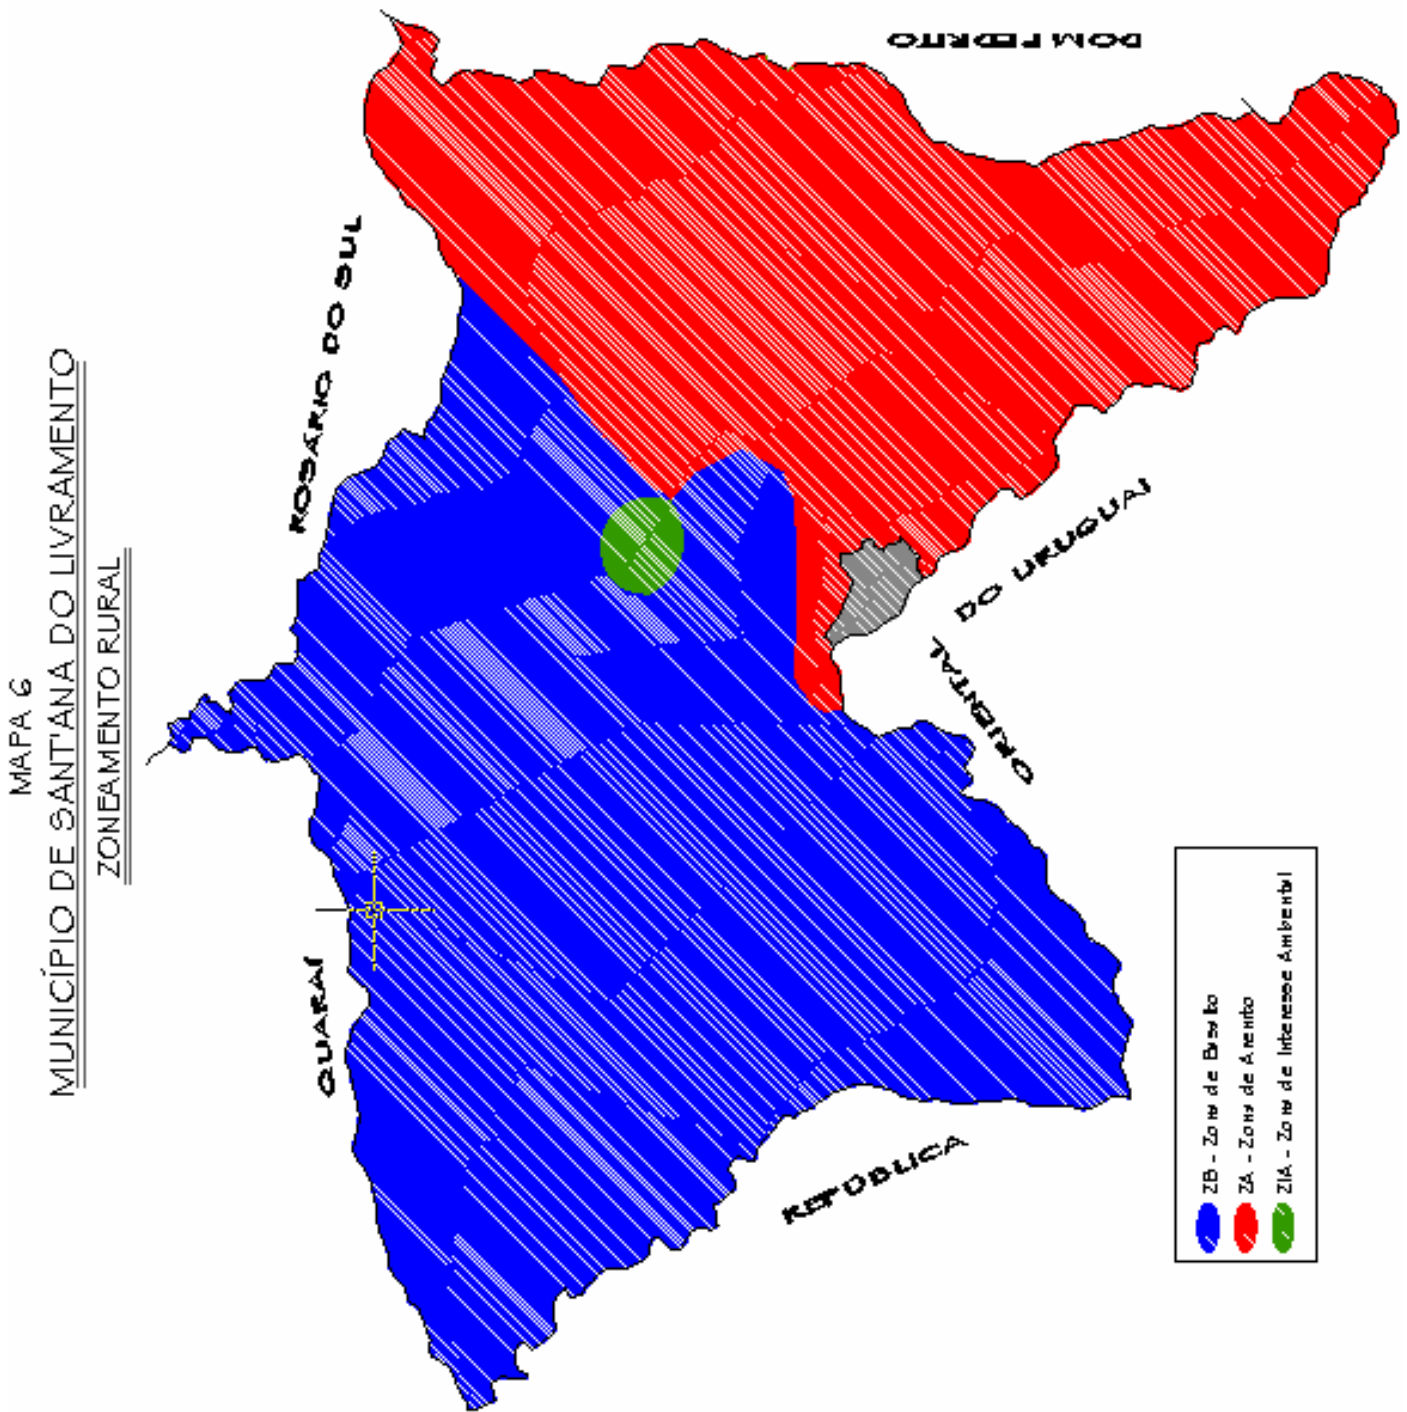 MAPA 6
MUNICÍPIO DE SANT'ANA DO LIVRAMENTO
ZONEAMENTO RURAL
QUARAÍ
ROSÁRIO DO SUL
DOM PEDRITO
REPÚBLICA
ORIENTAL
DO URUGUAI
ZB - Zona de Basalto
ZA - Zona de Arenito
ZIA - Zona de Interesse Ambiental